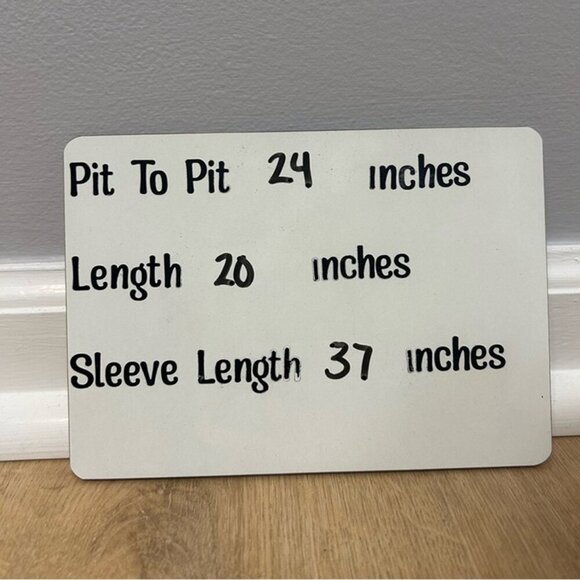 Pit To Pit 24 inches
Length 20 inches
Sleeve Length 37 inches